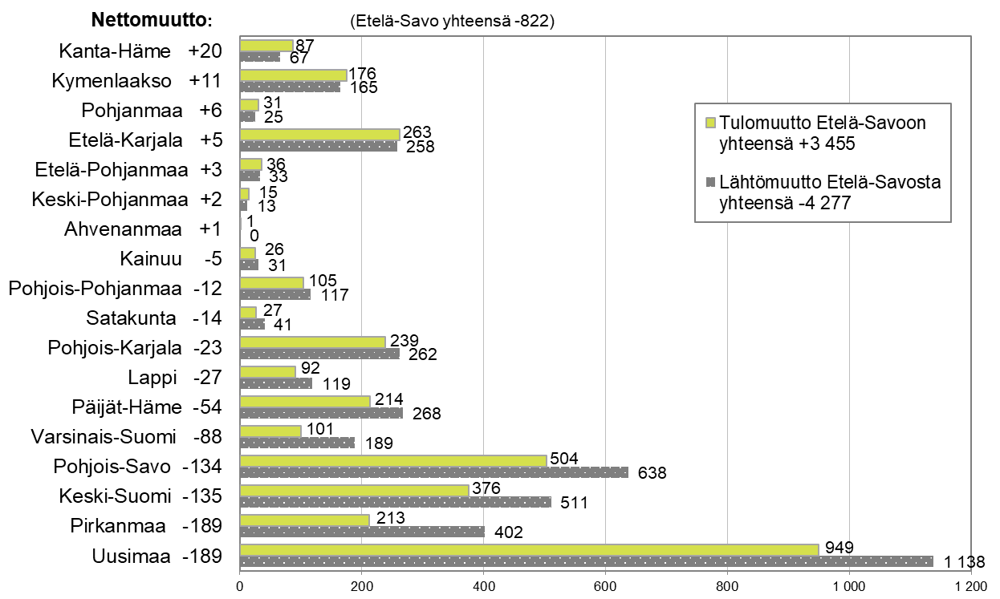 Nettomuutto: (Etelä-Savo yhteensä -822)
Kanta-Häme +20 87
67
Kymenlaakso +11 176
165
Pohjanmaa +6 31
25
Etelä-Karjala +5 263
258
Etelä-Pohjanmaa +3 36
33
Keski-Pohjanmaa +2 15
13
Ahvenanmaa +1 1
0
Kainuu -5 26
31
Pohjois-Pohjanmaa -12 105
117
Satakunta -14 27
41
Pohjois-Karjala -23 239
262
Lappi -27 92
119
Päijät-Häme -54 214
268
Varsinais-Suomi -88 101
189
Pohjois-Savo -134 504
638
Keski-Suomi -135 376
511
Pirkanmaa -189 213
402
Uusimaa -189 949
1 138
Tulomuutto Etelä-Savoon
yhteensä +3 455
Lähtömuutto Etelä-Savosta
yhteensä -4 277
0 200 400 600 800 1 000 1 200